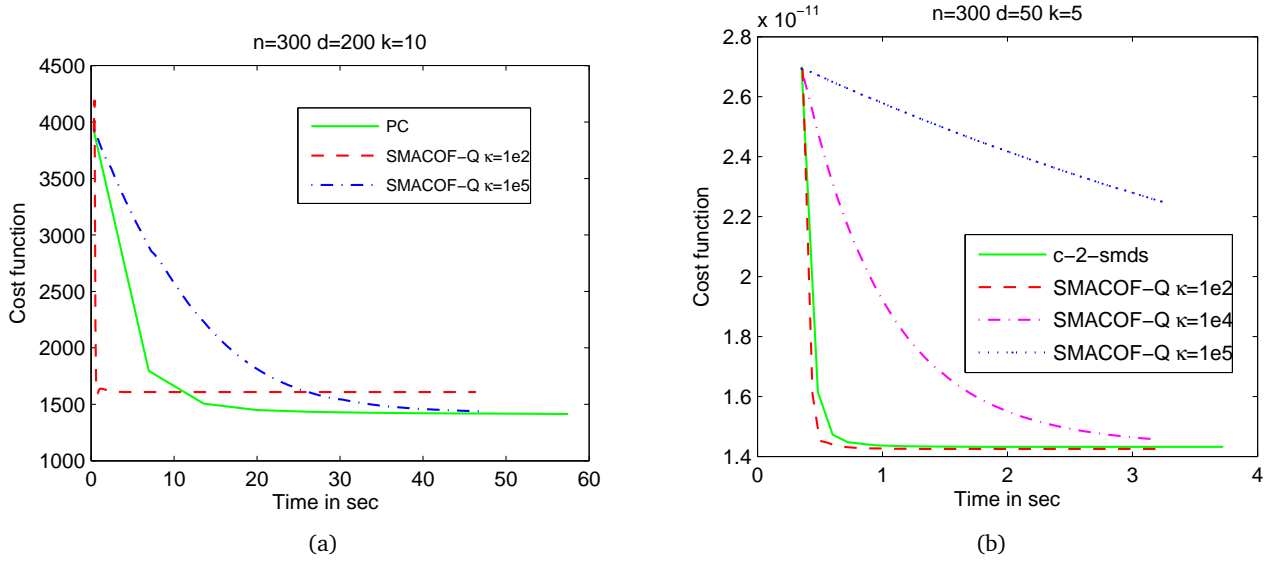 n=300 d=200 k=10
4500
4000
3500
3000
2500
2000
1500
1000
0
10
20
30
40
50
60
Cost function
Time in sec
PC
SMACOF−Q κ=1e2
SMACOF−Q κ=1e5
(a)
n=300 d=50 k=5
x 10−11
2.8
2.6
2.4
2.2
2
1.8
1.6
1.4
0
1
2
3
4
Cost function
Time in sec
c−2−smds
SMACOF−Q κ=1e2
SMACOF−Q κ=1e4
SMACOF−Q κ=1e5
(b)